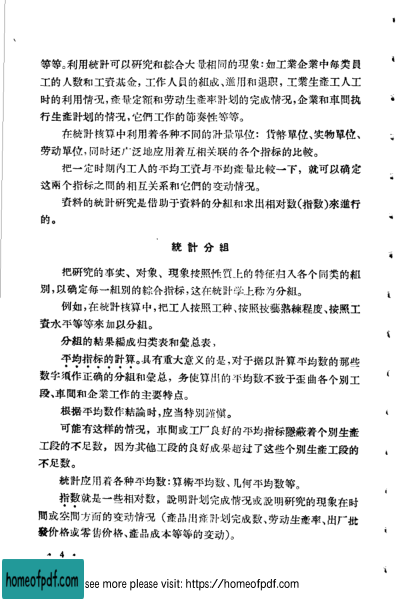 等等。利用統計可以研究和綜合大量相同的現象：如工業企業中每类員
工的人数和工資基金，工作人員的組成、滥用和退职，工業生產工人工
时的利用情况，產量定額和劳动生產率計划的完成情况，企業和車間执
行生產計划的情况，它們工作的節奏性等等。
在統計核算中利用着各种不同的計量單位：貨幣單位、实物單位、
劳动單位，同时还广泛地应用着互相关联的各个指标的比較。
把一定时期內工人的平均工資与平均產量比較一下，就可以确定
这兩个指标之間的相互关系和它們的变动情况。
資料的統計研究是借助于資料的分組和求出相对数(指数)來進行
的。
統計分組
把研究的事实、对象、現象按照性質上的特征归入各个同类的組
別，以确定每一組別的綜合指标，这在統計学上称为分組。
例如，在統計核算中，把工人按照工种、按照技藝熟練程度、按照工
資水平等等來加以分組。
分組的結果編成归类表和彙总表，
平均指标的計算。具有重大意义的是，对于据以計算平均数的那些
数字須作正确的分組和彙总，务使算出的平均数不致于歪曲各个別工
段、車間和企業工作的主要特点。
根据平均数作結論时，应当特別謹慎。
可能有这样的情况，車間或工厂良好的平均指标隱蔽着个別生產
工段的不足数，因为其他工段的良好成果超过了这些个別生產工段的
不足数。
統計应用着各种平均数：算術平均数、几何平均数等。
指数就是一些相对数，說明計划完成情况或說明研究的現象在时
間或空間方面的变动情况（產品出產計划完成数、劳动生產率、出厂批
發价格或零售价格、產品成本等等的变动）。
• 4 •
homeofpdf.com
see more please visit: https://homeofpdf.com